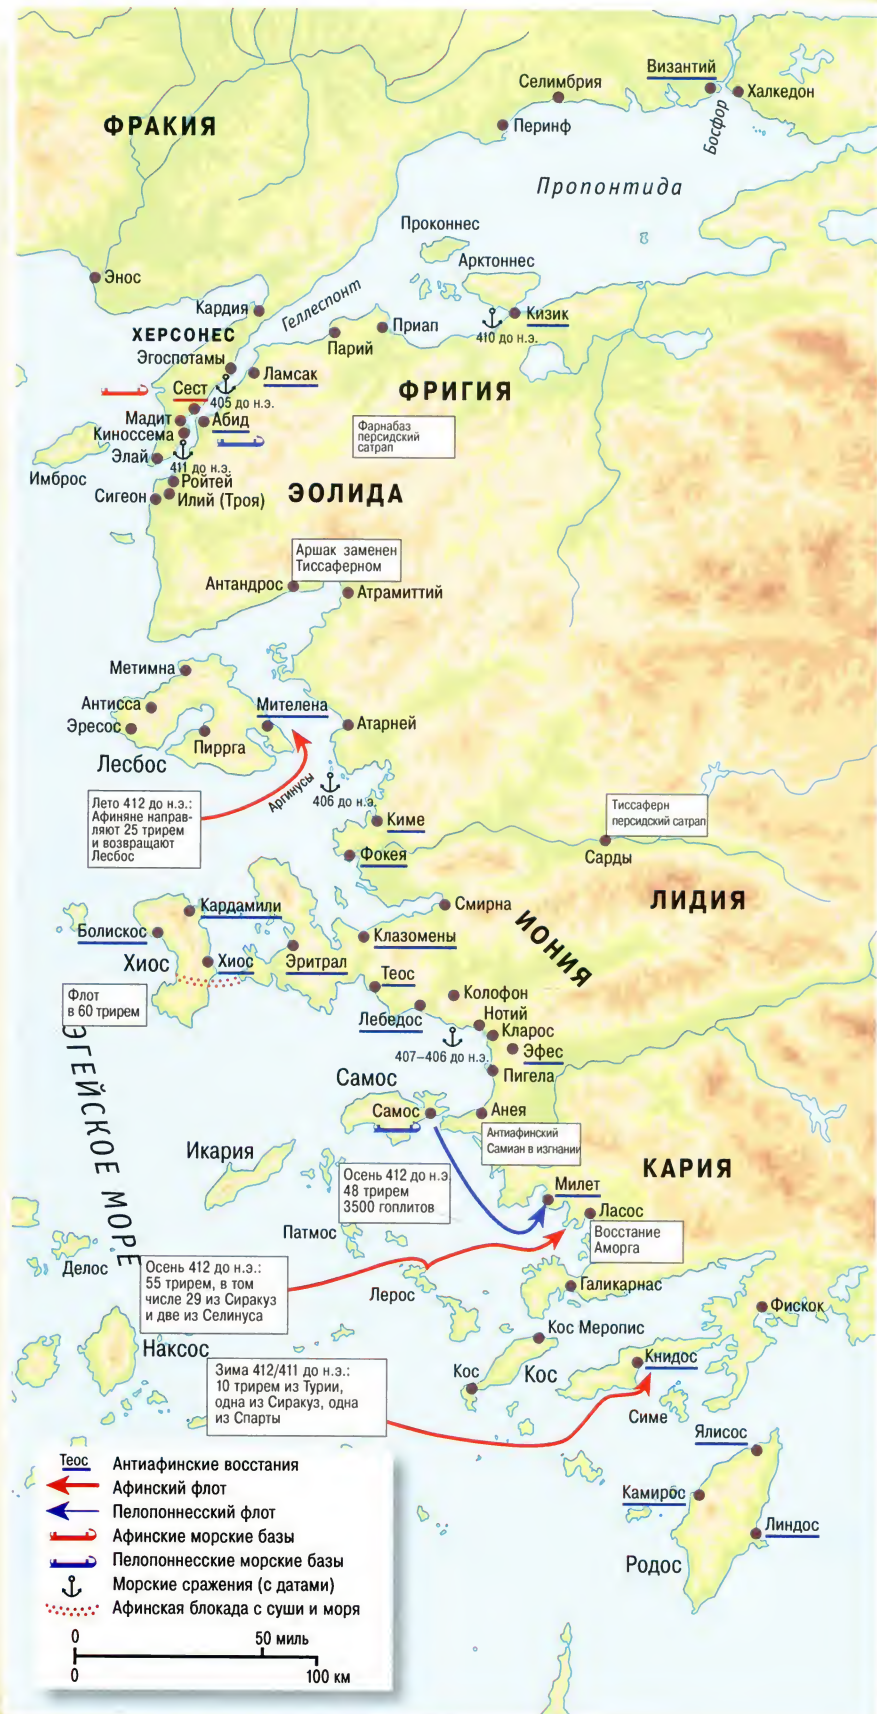 Византий
Селимбрия
Халкедон
ФРАКИЯ
Перинф
Босфор
Пропонтида
Проконнес
Арктоннес
Энос
Кардия
Геллеспонт
Кизик
Приап
410 до н.э.
Парий
ХЕРСОНЕС
Эгоспотамы
Ламсак
ФРИГИЯ
Сест
405 до н.э.
Мадит
Абид
Фарнабаз
персидский
сатрап
Киноссема
Элай
411 до н.э.
Имброс
Ройтей
Сигеон
Илий (Троя)
ЭОЛИДА
Аршак заменен
Тиссаферном
Антандрос
Атрамиттий
Метимна
Антисса
Мителена
Эресос
Атарней
Пиррга
Лесбос
Аргинусы
406 до н.э.
Лето 412 до н.э.:
Афиняне направ-
ляют 25 трирем
и возвращают
Лесбос
Киме
Тиссаферн
персидский сатрап
Фокея
Сарды
ЛИДИЯ
Кардамили
Смирна
ИОНИЯ
Болискос
Клазомены
Хиос
Хиос
Эритрал
Теос
Флот
в 60 трирем
Колофон
Лебедос
Нотий
Кларос
407–406 до н.э.
Эфес
Пигела
ЭГЕЙСКОЕ МОРЕ
Самос
Самос
Анея
Антиафинский
Самиан в изгнании
Икария
КАРИЯ
Осень 412 до н.э
48 трирем
3500 гоплитов
Милет
Ласос
Патмос
Восстание
Аморга
Делос
Осень 412 до н.э.:
55 трирем, в том
числе 29 из Сиракуз
и две из Селинуса
Лерос
Галикарнас
Фискок
Наксос
Кос Меропис
Зима 412/411 до н.э.:
10 трирем из Турии,
одна из Сиракуз, одна
из Спарты
Кос
Кос
Книдос
Симе
Ялисос
Камирос
Линдос
Родос
Теос
Антиафинские восстания
Афинский флот
Пелопоннесский флот
Афинские морские базы
Пелопоннесские морские базы
Морские сражения (с датами)
Афинская блокада с суши и моря
0 50 миль
0 100 км